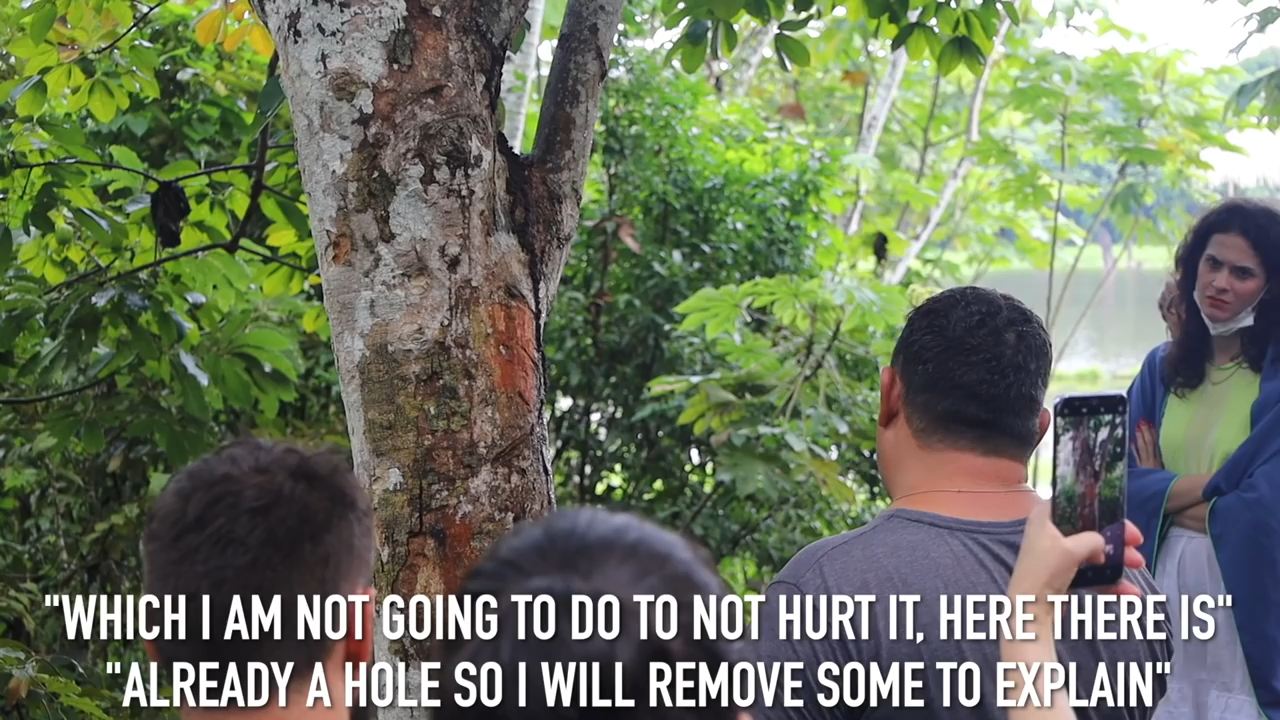 "WHICH I AM NOT GOING TO DO TO NOT HURT IT, HERE THERE IS"
"ALREADY A HOLE SO I WILL REMOVE SOME TO EXPLAIN"